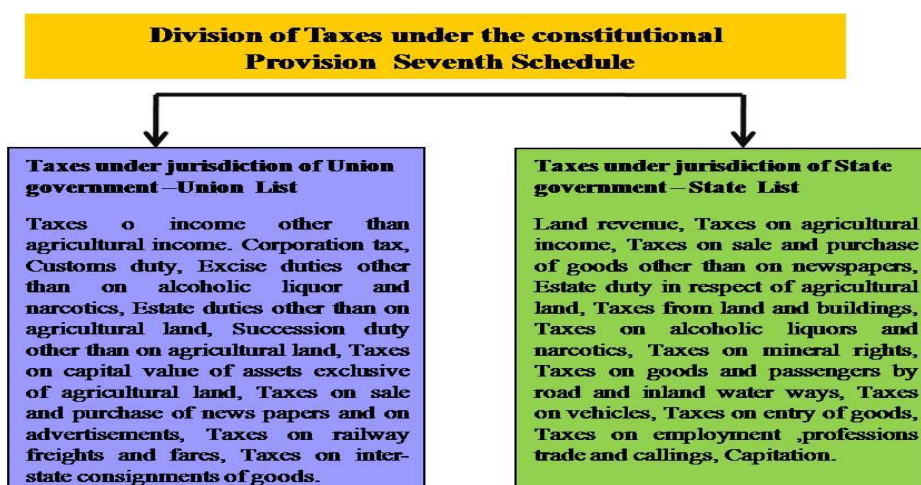 Division of Taxes under the constitutional
Provision Seventh Schedule
Taxes under jurisdiction of Union
government –Union List
Taxes o income other than
agricultural income. Corporation tax,
Customs duty, Excise duties other
than on alcoholic liquor and
narcotics, Estate duties other than on
agricultural land, Succession duty
other than on agricultural land, Taxes
on capital value of assets exclusive
of agricultural land, Taxes on sale
and purchase of news papers and on
advertisements, Taxes on railway
freights and fares, Taxes on inter-
state consignments of goods.
Taxes under jurisdiction of State
government – State List
Land revenue, Taxes on agricultural
income, Taxes on sale and purchase
of goods other than on newspapers,
Estate duty in respect of agricultural
land, Taxes from land and buildings,
Taxes on alcoholic liquors and
narcotics, Taxes on mineral rights,
Taxes on goods and passengers by
road and inland water ways, Taxes
on vehicles, Taxes on entry of goods,
Taxes on employment ,professions
trade and callings, Capitation.